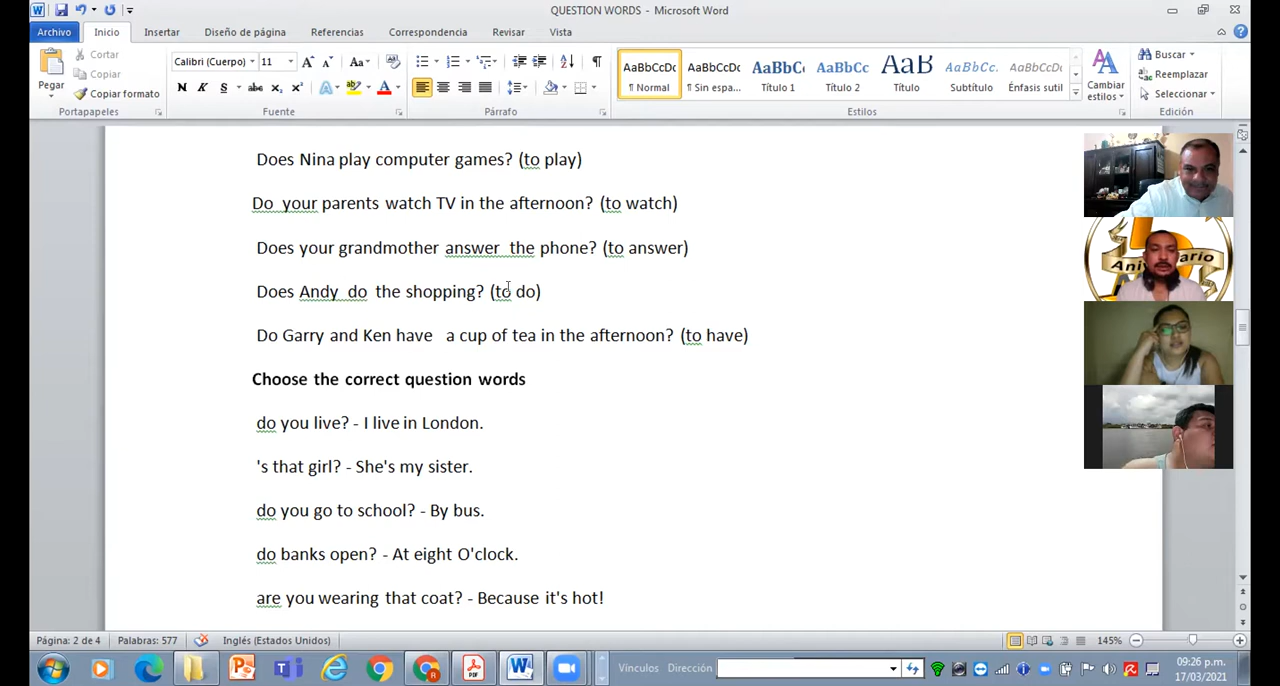 QUESTION WORDS - Microsoft Word
Archivo Inicio Insertar Diseño de página Referencias Correspondencia Revisar Vista
Cortar
Copiar
Copiar formato
Pegar
Portapapeles
Calibri (Cuerpo) 11
N K S abc x₂ x²
Fuente
Párrafo
AaBbCcDc AaBbCcDc AaBbC AaBbCc AaB AaBbCc. AaBbCcDc
¶ Normal ¶ Sin espa... Título 1 Título 2 Título Subtítulo Énfasis sutil
Estilos
Cambiar estilos
Buscar
Reemplazar
Seleccionar
Edición
Does Nina play computer games? (to play)
Do your parents watch TV in the afternoon? (to watch)
Does your grandmother answer the phone? (to answer)
Does Andy do the shopping? (to do)
Do Garry and Ken have a cup of tea in the afternoon? (to have)
Choose the correct question words
do you live? - I live in London.
's that girl? - She's my sister.
do you go to school? - By bus.
do banks open? - At eight O'clock.
are you wearing that coat? - Because it's hot!
Página: 2 de 4 Palabras: 577 Inglés (Estados Unidos) 145%
Vínculos Dirección
09:26 p.m.
17/03/2021